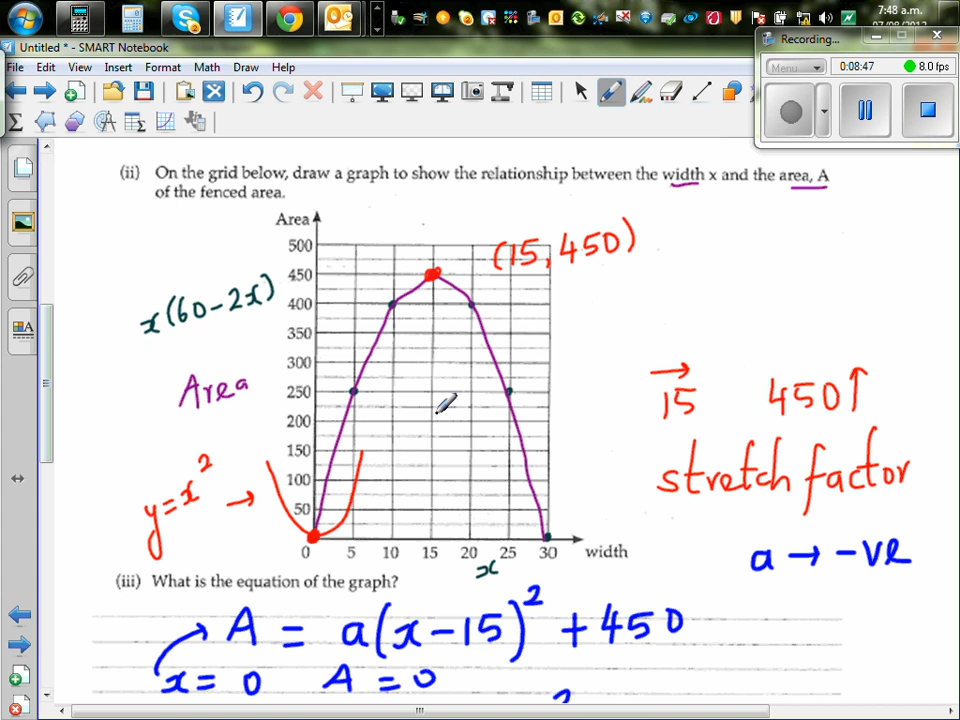 7:48 a.m.
07/08/2012
Untitled * - SMART Notebook
Recording...
File Edit View Insert Format Math Draw Help
Menu 0:08:47 8.0 fps
(ii) On the grid below, draw a graph to show the relationship between the width x and the area, A
of the fenced area.
Area
500
450
400
350
300
250
200
150
100
50
0 5 10 15 20 25 30 width
(15, 450)
x(60-2x)
Area
y=x²
x
→
15 450↑
stretch factor
a → -ve
(iii) What is the equation of the graph?
A = a(x-15)² + 450
x = 0 A = 0
2